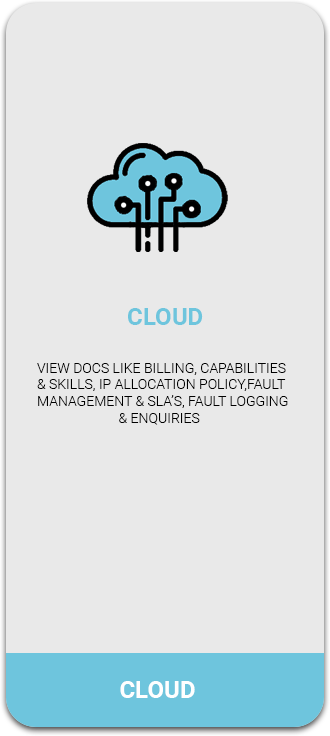 CLOUD
VIEW DOCS LIKE BILLING, CAPABILITIES
& SKILLS, IP ALLOCATION POLICY,FAULT
MANAGEMENT & SLA'S, FAULT LOGGING
& ENQUIRIES
CLOUD